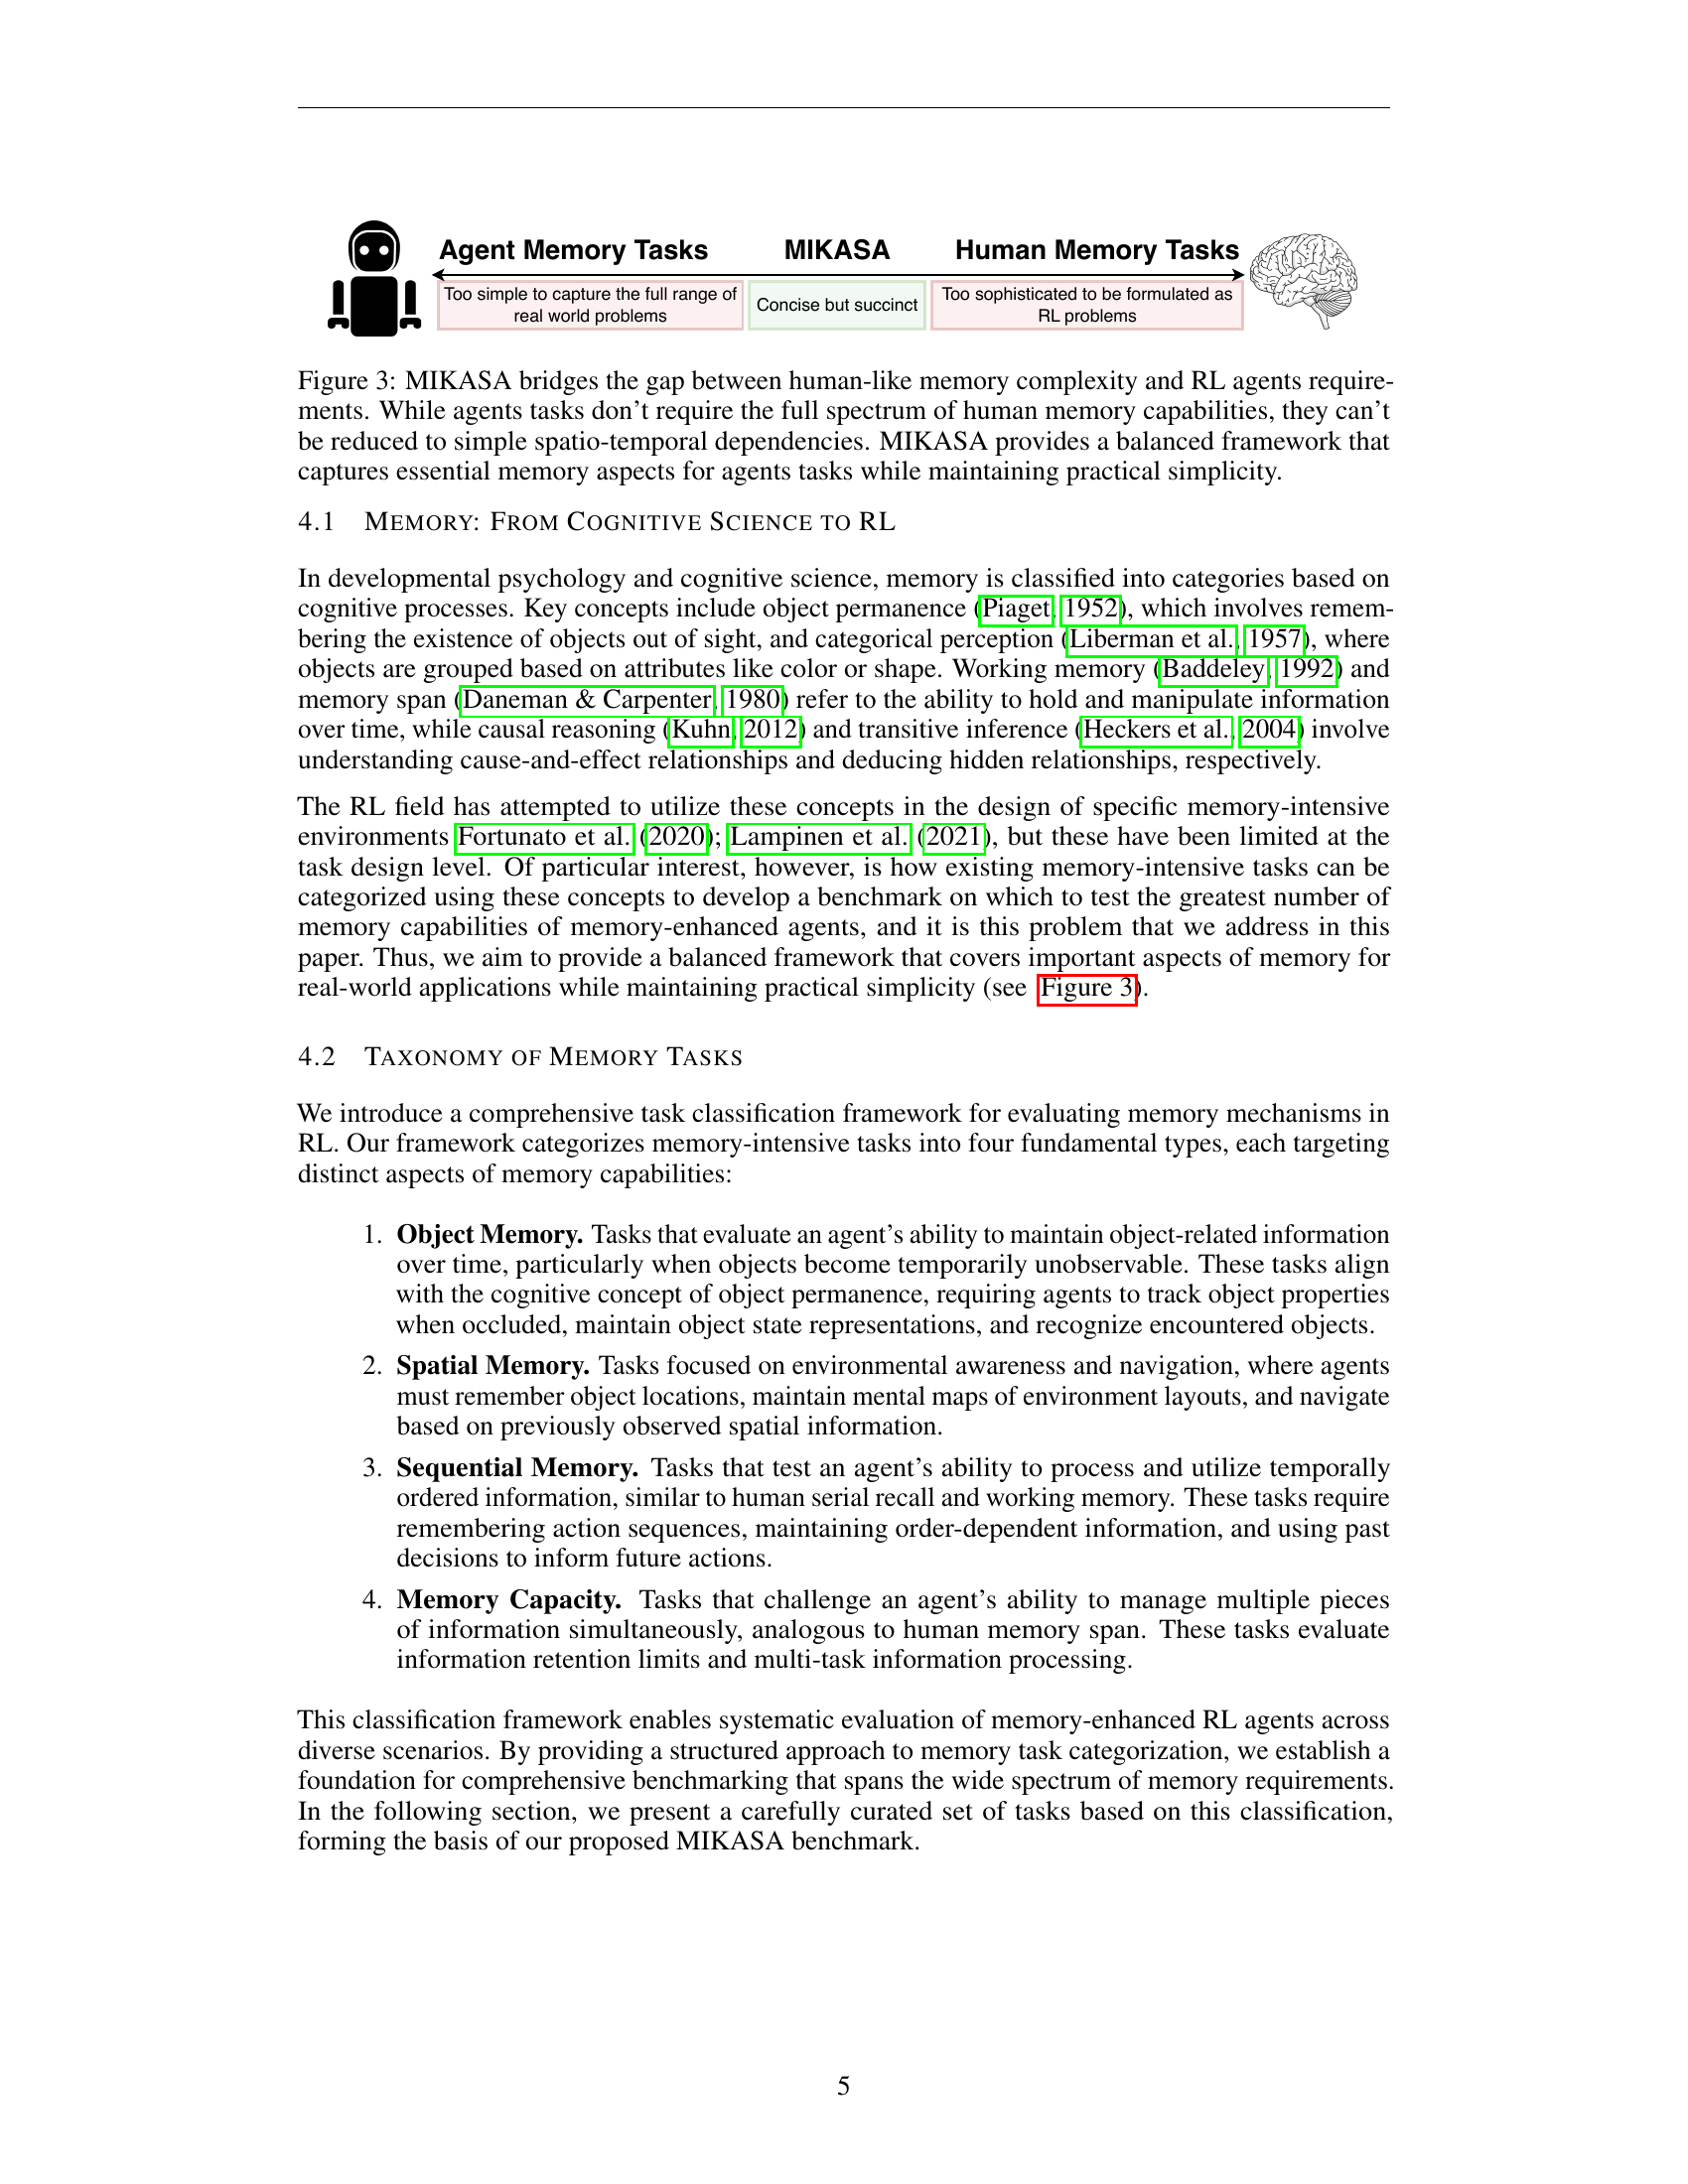 Agent Memory Tasks MIKASA Human Memory Tasks
Too simple to capture the full range of
real world problems
Concise but succinct
Too sophisticated to be formulated as
RL problems
Figure 3: MIKASA bridges the gap between human-like memory complexity and RL agents require-
ments. While agents tasks don’t require the full spectrum of human memory capabilities, they can’t
be reduced to simple spatio-temporal dependencies. MIKASA provides a balanced framework that
captures essential memory aspects for agents tasks while maintaining practical simplicity.
4.1 MEMORY: FROM COGNITIVE SCIENCE TO RL
In developmental psychology and cognitive science, memory is classified into categories based on
cognitive processes. Key concepts include object permanence (Piaget, 1952), which involves remem-
bering the existence of objects out of sight, and categorical perception (Liberman et al., 1957), where
objects are grouped based on attributes like color or shape. Working memory (Baddeley, 1992) and
memory span (Daneman & Carpenter, 1980) refer to the ability to hold and manipulate information
over time, while causal reasoning (Kuhn, 2012) and transitive inference (Heckers et al., 2004) involve
understanding cause-and-effect relationships and deducing hidden relationships, respectively.
The RL field has attempted to utilize these concepts in the design of specific memory-intensive
environments Fortunato et al. (2020); Lampinen et al. (2021), but these have been limited at the
task design level. Of particular interest, however, is how existing memory-intensive tasks can be
categorized using these concepts to develop a benchmark on which to test the greatest number of
memory capabilities of memory-enhanced agents, and it is this problem that we address in this
paper. Thus, we aim to provide a balanced framework that covers important aspects of memory for
real-world applications while maintaining practical simplicity (see Figure 3).
4.2 TAXONOMY OF MEMORY TASKS
We introduce a comprehensive task classification framework for evaluating memory mechanisms in
RL. Our framework categorizes memory-intensive tasks into four fundamental types, each targeting
distinct aspects of memory capabilities:
1. Object Memory. Tasks that evaluate an agent’s ability to maintain object-related information
over time, particularly when objects become temporarily unobservable. These tasks align
with the cognitive concept of object permanence, requiring agents to track object properties
when occluded, maintain object state representations, and recognize encountered objects.
2. Spatial Memory. Tasks focused on environmental awareness and navigation, where agents
must remember object locations, maintain mental maps of environment layouts, and navigate
based on previously observed spatial information.
3. Sequential Memory. Tasks that test an agent’s ability to process and utilize temporally
ordered information, similar to human serial recall and working memory. These tasks require
remembering action sequences, maintaining order-dependent information, and using past
decisions to inform future actions.
4. Memory Capacity. Tasks that challenge an agent’s ability to manage multiple pieces
of information simultaneously, analogous to human memory span. These tasks evaluate
information retention limits and multi-task information processing.
This classification framework enables systematic evaluation of memory-enhanced RL agents across
diverse scenarios. By providing a structured approach to memory task categorization, we establish a
foundation for comprehensive benchmarking that spans the wide spectrum of memory requirements.
In the following section, we present a carefully curated set of tasks based on this classification,
forming the basis of our proposed MIKASA benchmark.
5